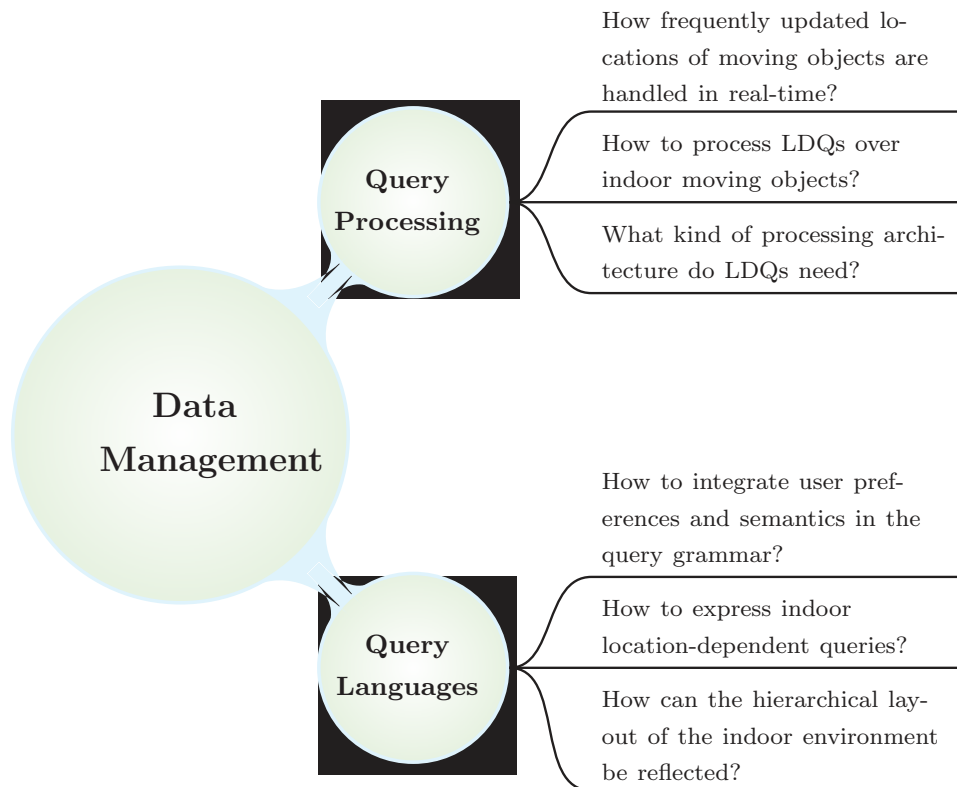 How frequently updated lo-
cations of moving objects are
handled in real-time?
How to process LDQs over
indoor moving objects?
What kind of processing archi-
tecture do LDQs need?
Query
Processing
Data
Management
How to integrate user pref-
erences and semantics in the
query grammar?
How to express indoor
location-dependent queries?
How can the hierarchical lay-
out of the indoor environment
be reflected?
Query
Languages